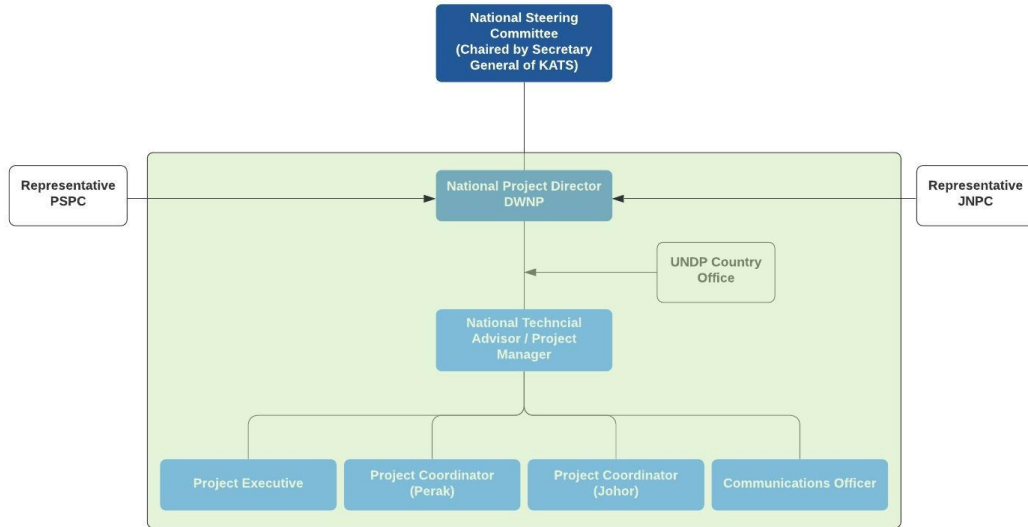 National Steering
Committee
(Chaired by Secretary
General of KATS)
Representative
PSPC
National Project Director
DWNP
Representative
JNPC
UNDP Country
Office
National Techncial
Advisor / Project
Manager
Project Executive
Project Coordinator
(Perak)
Project Coordinator
(Johor)
Communications Officer